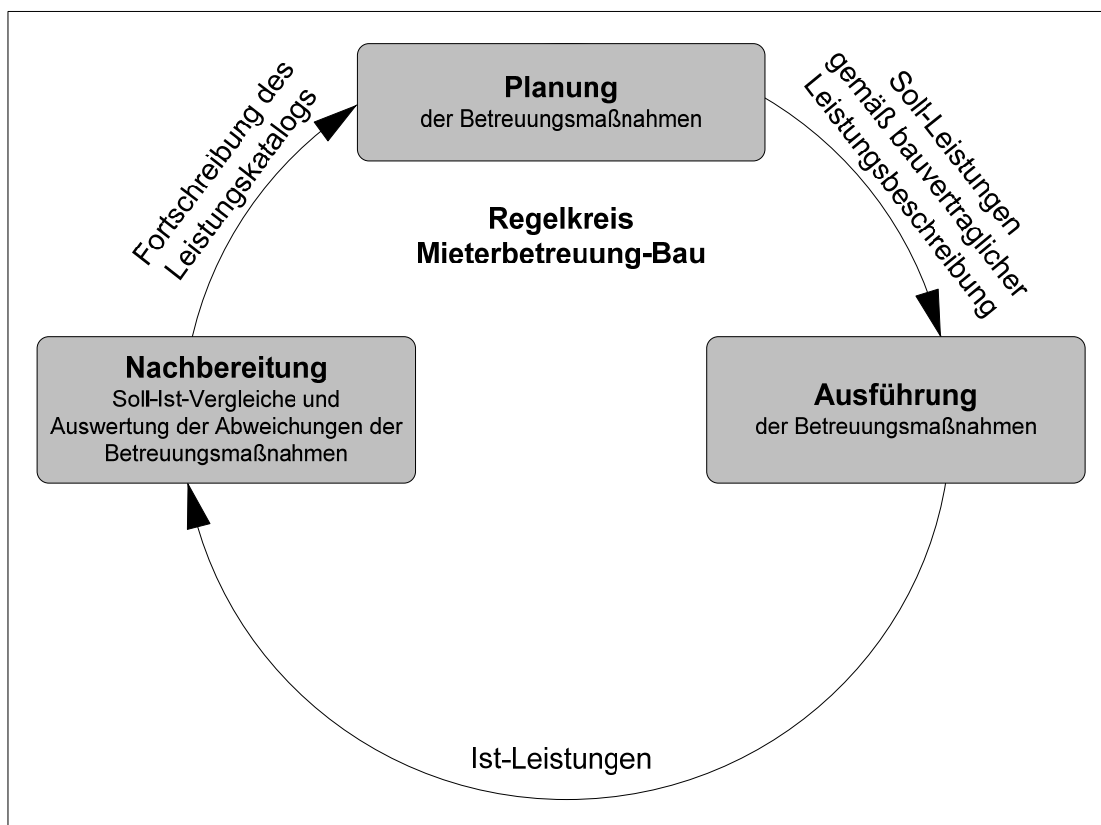 Planung
der Betreuungsmaßnahmen
Soll-Leistungen
gemäß bauvertraglicher
Leistungsbeschreibung
Fortschreibung des
Leistungskatalogs
Regelkreis
Mieterbetreuung-Bau
Nachbereitung
Soll-Ist-Vergleiche und
Auswertung der Abweichungen der
Betreuungsmaßnahmen
Ausführung
der Betreuungsmaßnahmen
Ist-Leistungen